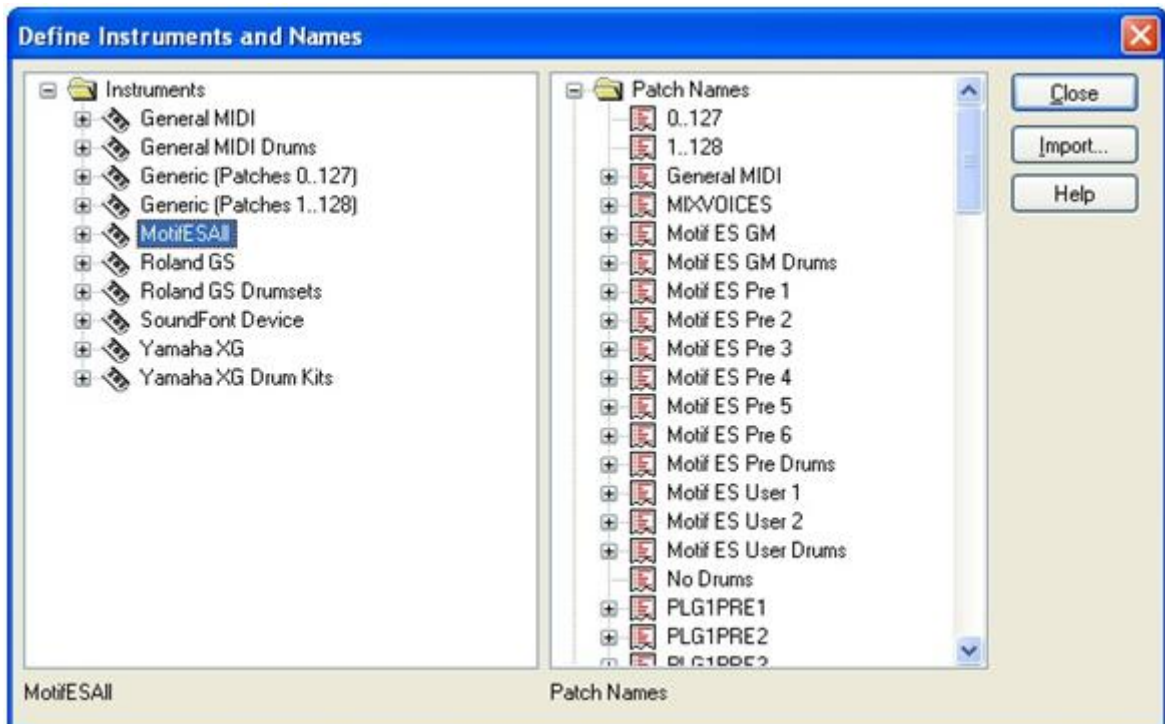 Define Instruments and Names
Instruments
General MIDI
General MIDI Drums
Generic (Patches 0..127)
Generic (Patches 1..128)
MotifESAll
Roland GS
Roland GS Drumsets
SoundFont Device
Yamaha XG
Yamaha XG Drum Kits
MotifESAll
Patch Names
0..127
1..128
General MIDI
MIXVOICES
Motif ES GM
Motif ES GM Drums
Motif ES Pre 1
Motif ES Pre 2
Motif ES Pre 3
Motif ES Pre 4
Motif ES Pre 5
Motif ES Pre 6
Motif ES Pre Drums
Motif ES User 1
Motif ES User 2
Motif ES User Drums
No Drums
PLG1PRE1
PLG1PRE2
PLG1PRE3
Patch Names
Close
Import...
Help